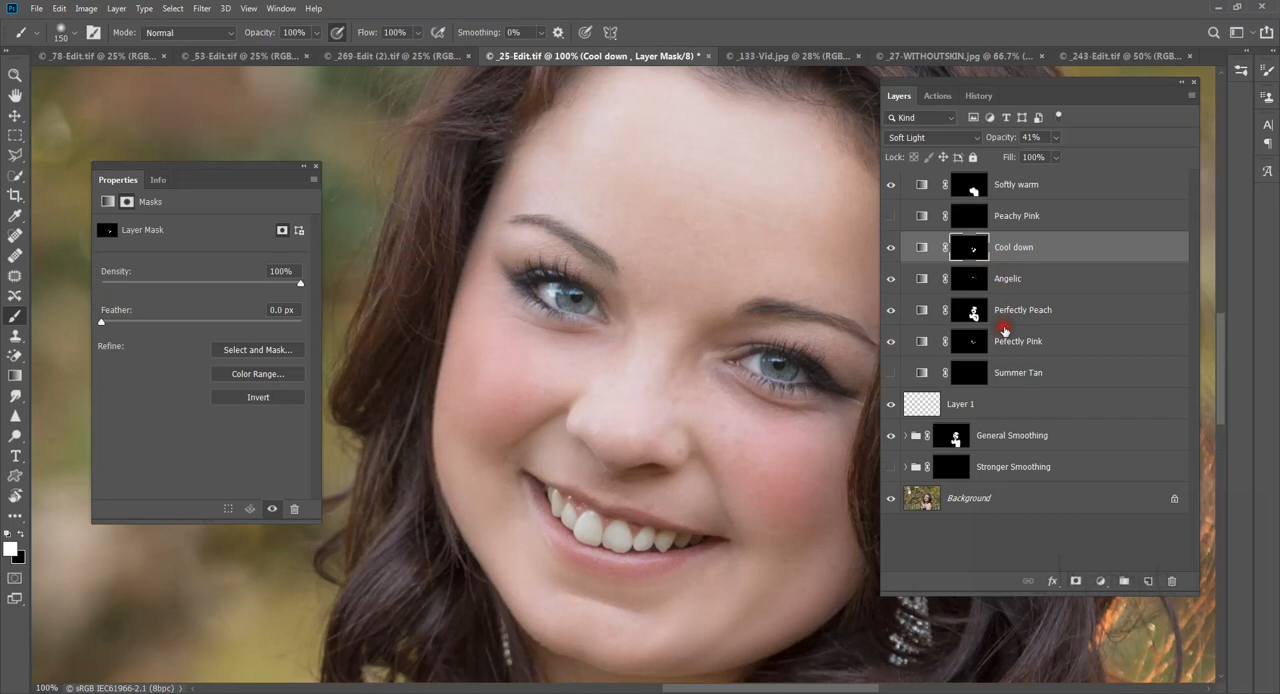 Ps File Edit Image Layer Type Select Filter 3D View Window Help
150 Mode: Normal Opacity: 100% Flow: 100% Smoothing: 0%
© _78-Edit.tif @ 25% (RGB... × © _53-Edit.tif @ 25% (RGB... × © _269-Edit (2).tif @ 25% (RGB... × © _25-Edit.tif @ 100% (Cool down , Layer Mask/8) * × © _133-Vid.jpg @ 28% (RGB... × © _27-WITHOUTSKIN.jpg @ 66.7% (... × © _243-Edit.tif @ 50% (RGB... ×
Properties Info
Masks
Layer Mask
Density: 100%
Feather: 0.0 px
Refine: Select and Mask...
Color Range...
Invert
Layers Actions History
Kind
Soft Light Opacity: 41%
Lock: Fill: 100%
Softly warm
Peachy Pink
Cool down
Angelic
Perfectly Peach
Pefectly Pink
Summer Tan
Layer 1
General Smoothing
Stronger Smoothing
Background
fx
100% © sRGB IEC61966-2.1 (8bpc)